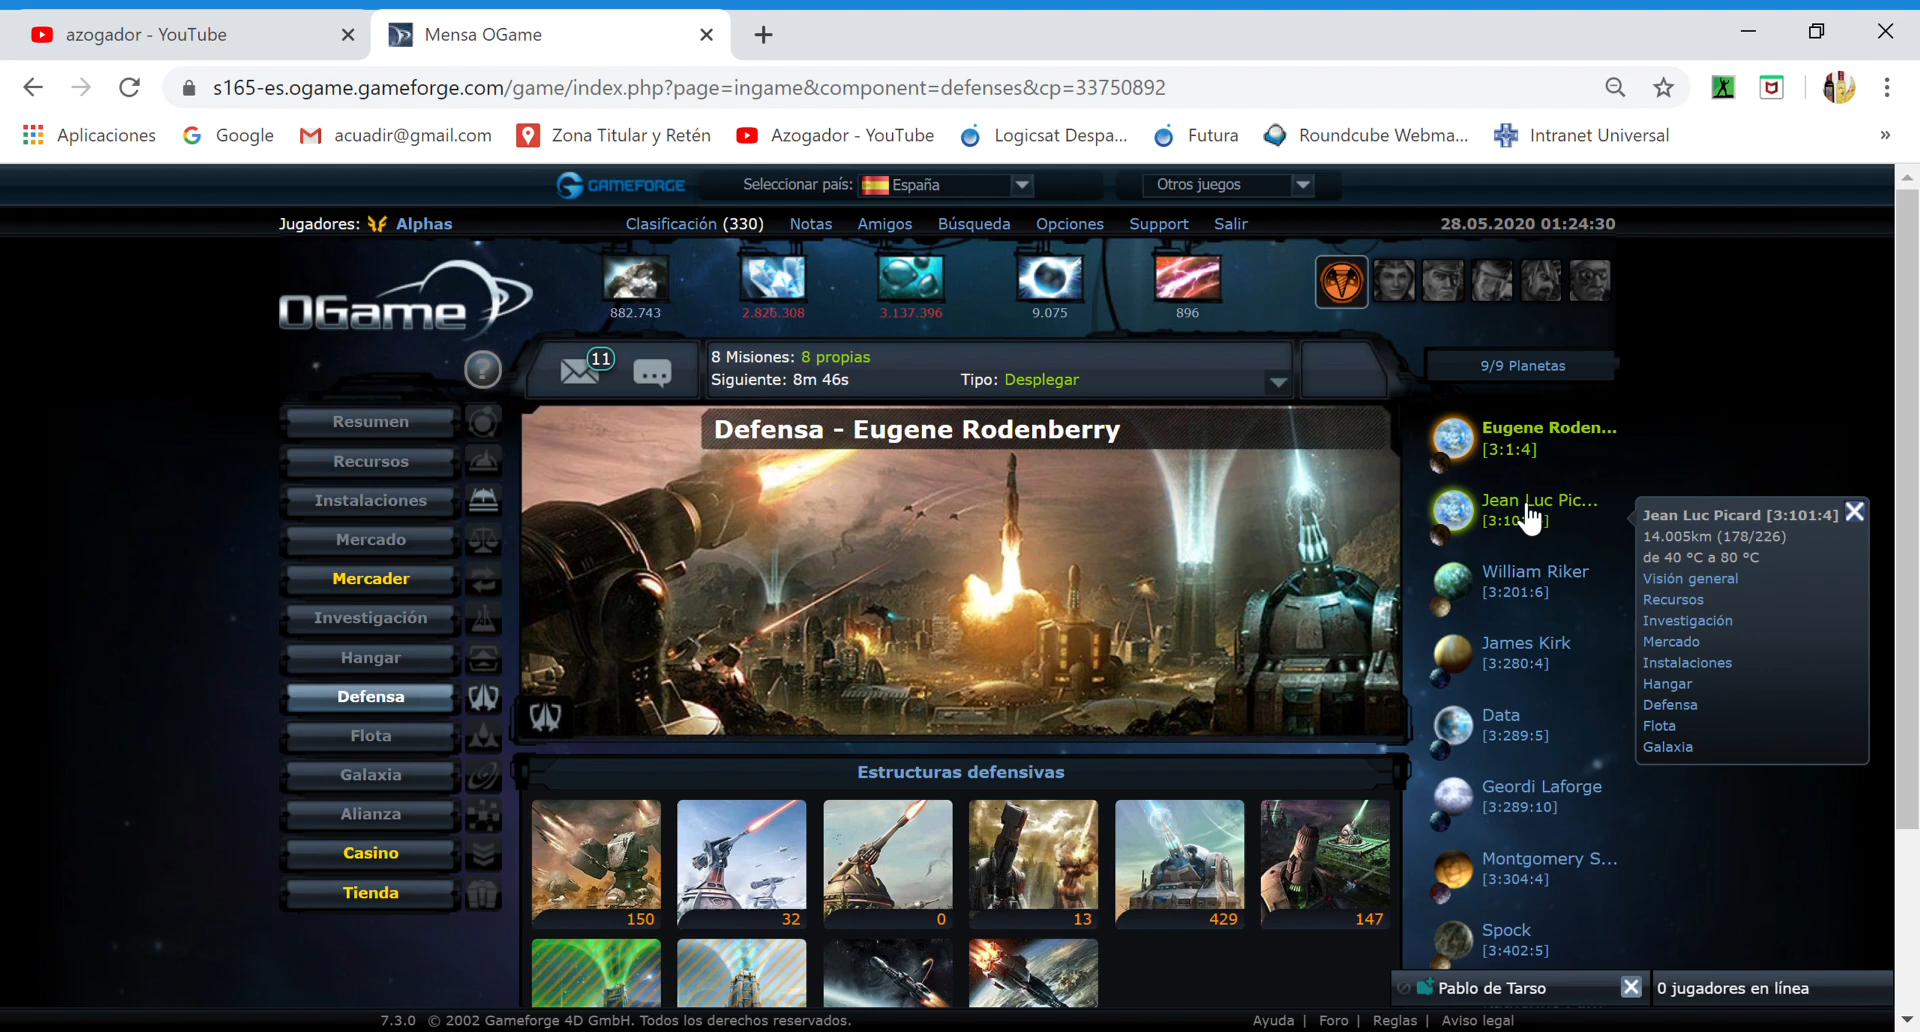 azogador - YouTube
Mensa OGame
s165-es.ogame.gameforge.com/game/index.php?page=ingame&component=defenses&cp=33750892
Aplicaciones
Google
acuadir@gmail.com
Zona Titular y Retén
Azogador - YouTube
Logicsat Despa...
Futura
Roundcube Webma...
Intranet Universal
»
GAMEFORGE
Seleccionar país: España
Otros juegos
Jugadores: Alphas
Clasificación (330) Notas Amigos Búsqueda Opciones Support Salir
28.05.2020 01:24:30
OGame
882.743
2.826.308
3.137.396
9.075
896
?
11
8 Misiones: 8 propias
Siguiente: 8m 46s Tipo: Desplegar
9/9 Planetas
Resumen
Recursos
Instalaciones
Mercado
Mercader
Investigación
Hangar
Defensa
Flota
Galaxia
Alianza
Casino
Tienda
Defensa - Eugene Rodenberry
Estructuras defensivas
150
32
0
13
429
147
Eugene Roden...
[3:1:4]
Jean Luc Pic...
William Riker
[3:201:6]
James Kirk
[3:280:4]
Data
[3:289:5]
Geordi Laforge
[3:289:10]
Montgomery S...
[3:304:4]
Spock
[3:402:5]
Jean Luc Picard [3:101:4]
14.005km (178/226)
de 40 °C a 80 °C
Visión general
Recursos
Investigación
Mercado
Instalaciones
Hangar
Defensa
Flota
Galaxia
Pablo de Tarso
0 jugadores en línea
7.3.0 © 2002 Gameforge 4D GmbH. Todos los derechos reservados.
Ayuda | Foro | Reglas | Aviso legal